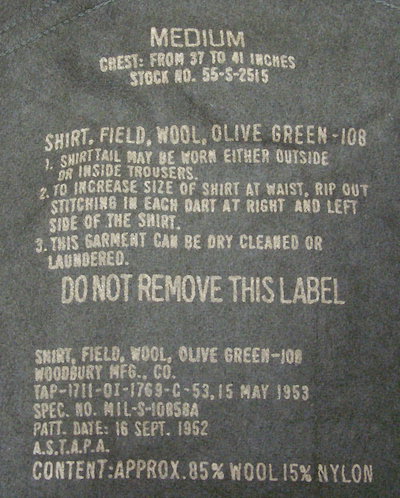 MEDIUM
CHEST: FROM 37 TO 41 INCHES
STOCK NO. 55-S-2515
SHIRT, FIELD, WOOL, OLIVE GREEN-108
1. SHIRTTAIL MAY BE WORN EITHER OUTSIDE
OR INSIDE TROUSERS.
2. TO INCREASE SIZE OF SHIRT AT WAIST, RIP OUT
STITCHING IN EACH DART AT RIGHT AND LEFT
SIDE OF THE SHIRT.
3. THIS GARMENT CAN BE DRY CLEANED OR
LAUNDERED.
DO NOT REMOVE THIS LABEL
SHIRT, FIELD, WOOL, OLIVE GREEN-108
WOODBURY MFG., CO.
TAP-1711-OI-1769-C-53, 15 MAY 1953
SPEC. NO. MIL-S-10858A
PATT. DATE: 16 SEPT. 1952
A.S.T.A.P.A.
CONTENT: APPROX. 85% WOOL 15% NYLON